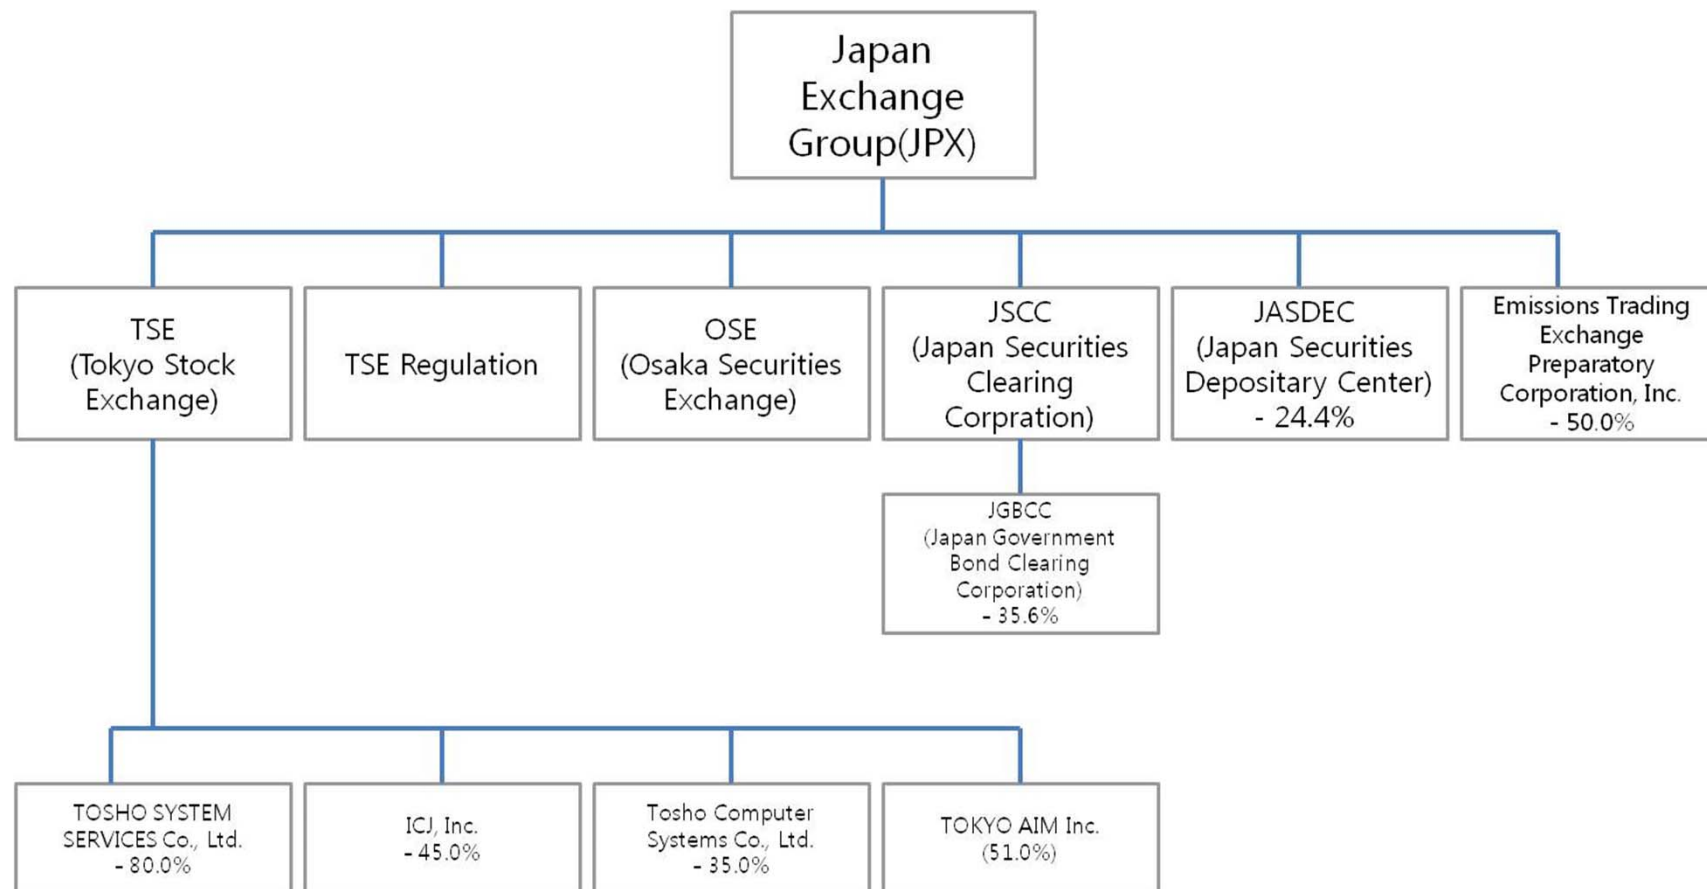 Japan
Exchange
Group(JPX)
TSE
(Tokyo Stock
Exchange)
TSE Regulation
OSE
(Osaka Securities
Exchange)
JSCC
(Japan Securities
Clearing
Corpration)
JASDEC
(Japan Securities
Depositary Center)
- 24.4%
Emissions Trading
Exchange
Preparatory
Corporation, Inc.
- 50.0%
JGBCC
(Japan Government
Bond Clearing
Corporation)
- 35.6%
TOSHO SYSTEM
SERVICES Co., Ltd.
- 80.0%
ICJ, Inc.
- 45.0%
Tosho Computer
Systems Co., Ltd.
- 35.0%
TOKYO AIM Inc.
(51.0%)